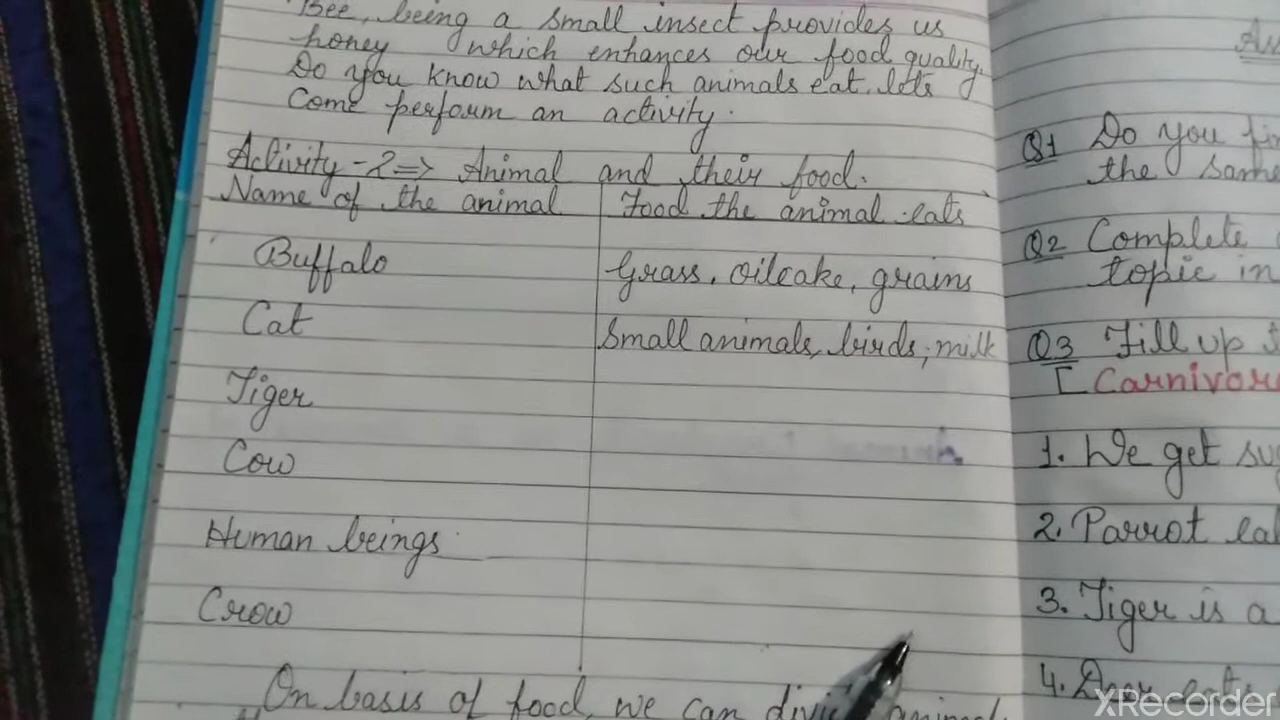 Bee, being a small insect provides us
honey which enhances our food quality.
Do you know what such animals eat. lets
Come perform an activity.
Activity-2⇒ Animal and their food.
Name of the animal Food the animal eats
Buffalo Grass, oilcake, grains
Cat Small animals, birds, milk
Tiger
Cow
Human beings
Crow
On basis of food, we can
Q1 Do you
the same
Q2 Complete
topic in
Q3 Fill up
[
1. We get
2. Parrot
3. Tiger is a
4.
XRecorder